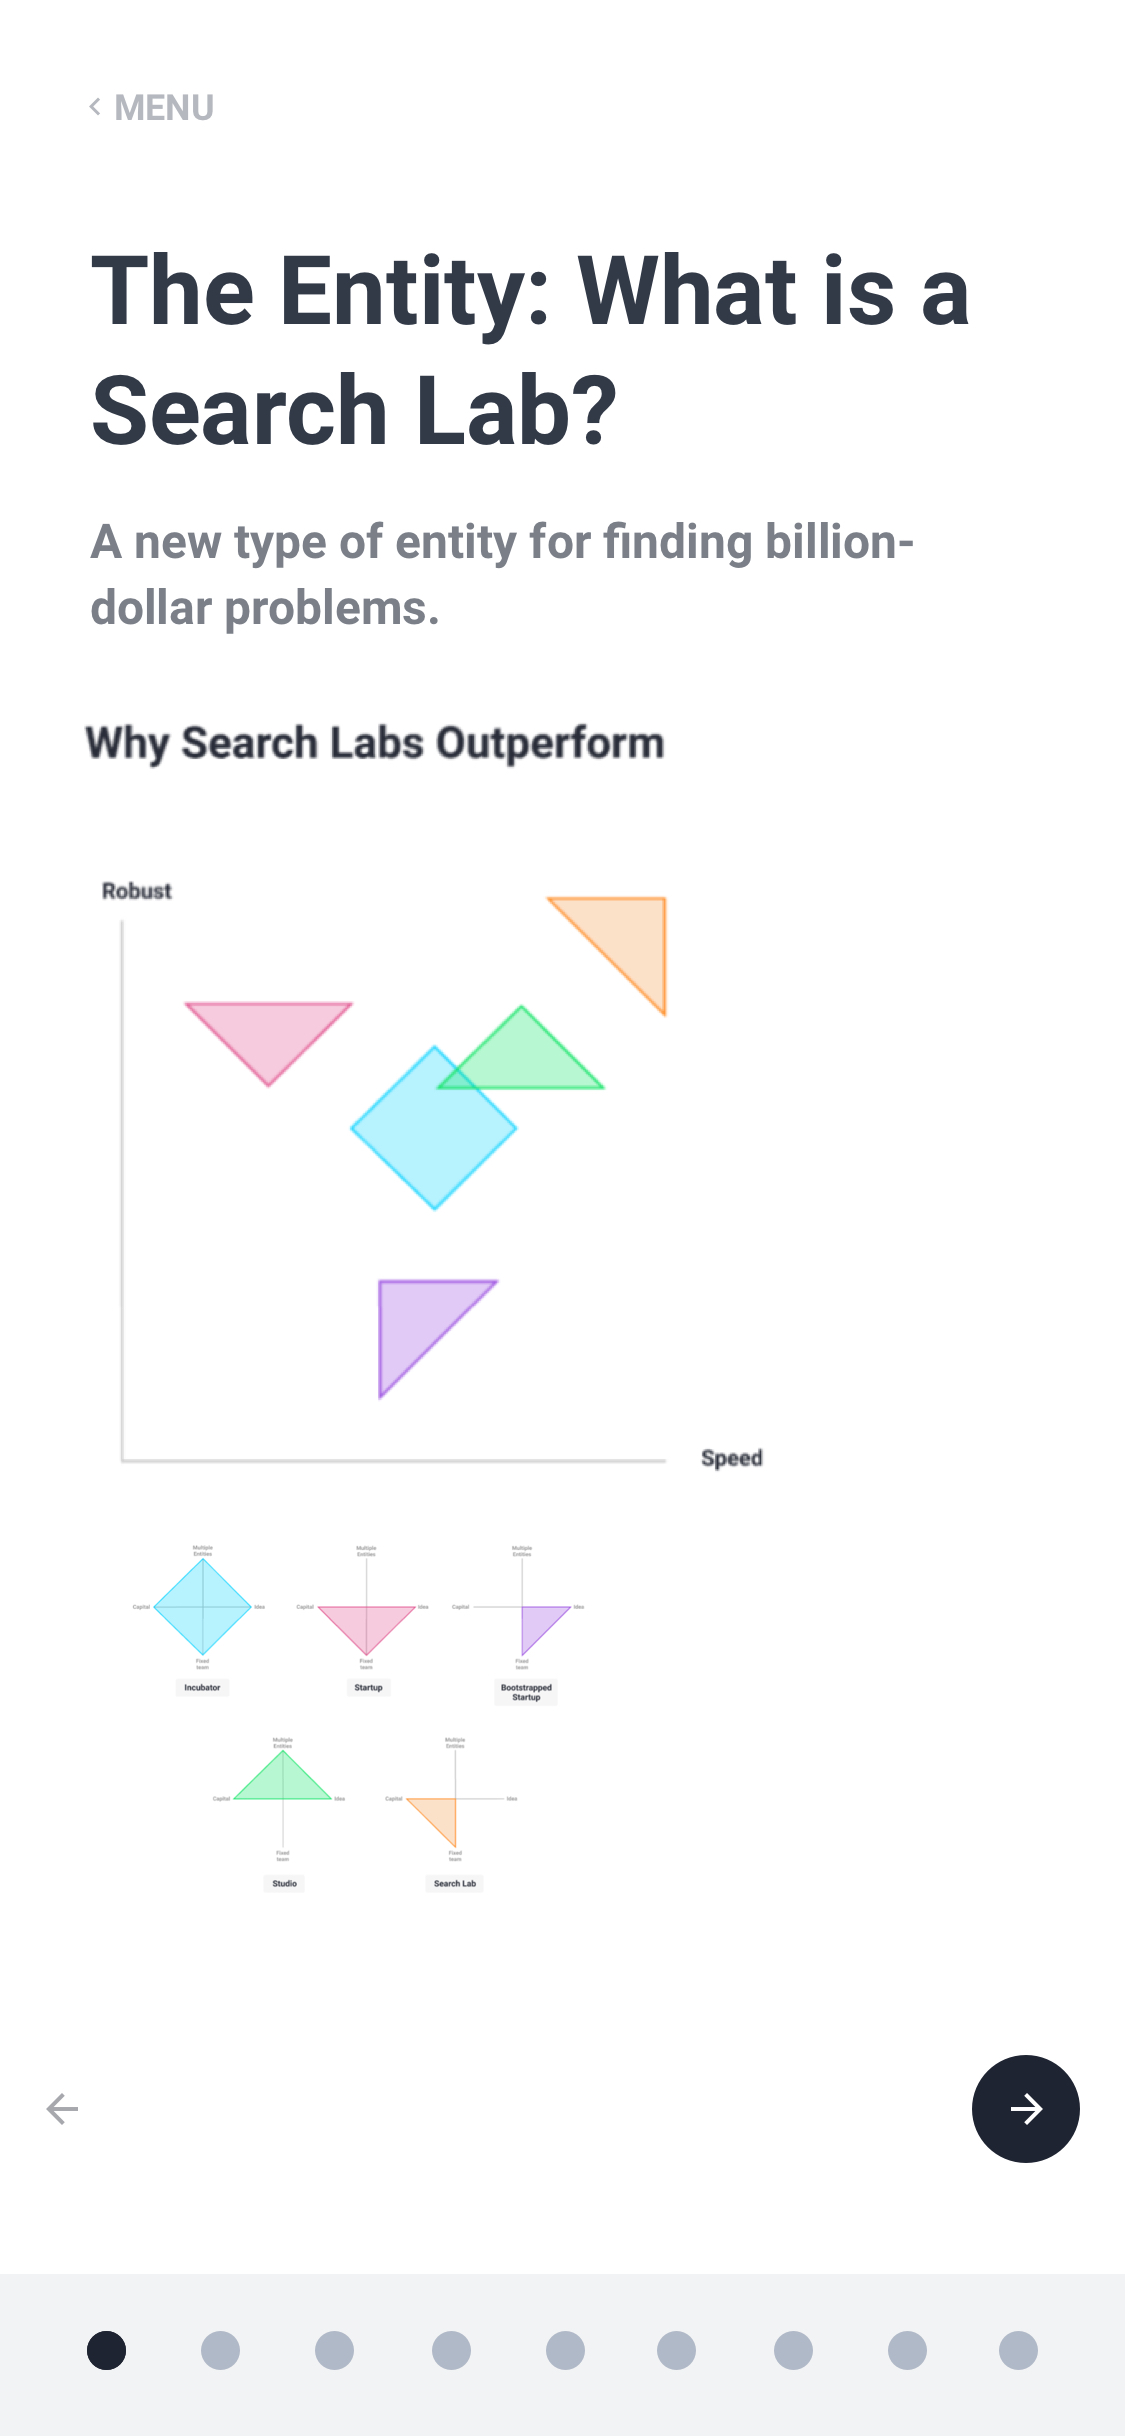 MENU
The Entity: What is a
Search Lab?
A new type of entity for finding billion-
dollar problems.
Why Search Labs Outperform
Robust
Speed
Multiple
Entities
Capital
Idea
Fixed
team
Incubator
Multiple
Entities
Capital
Idea
Fixed
team
Startup
Multiple
Entities
Capital
Idea
Fixed
team
Bootstrapped
Startup
Multiple
Entities
Capital
Idea
Fixed
team
Studio
Multiple
Entities
Capital
Idea
Fixed
team
Search Lab